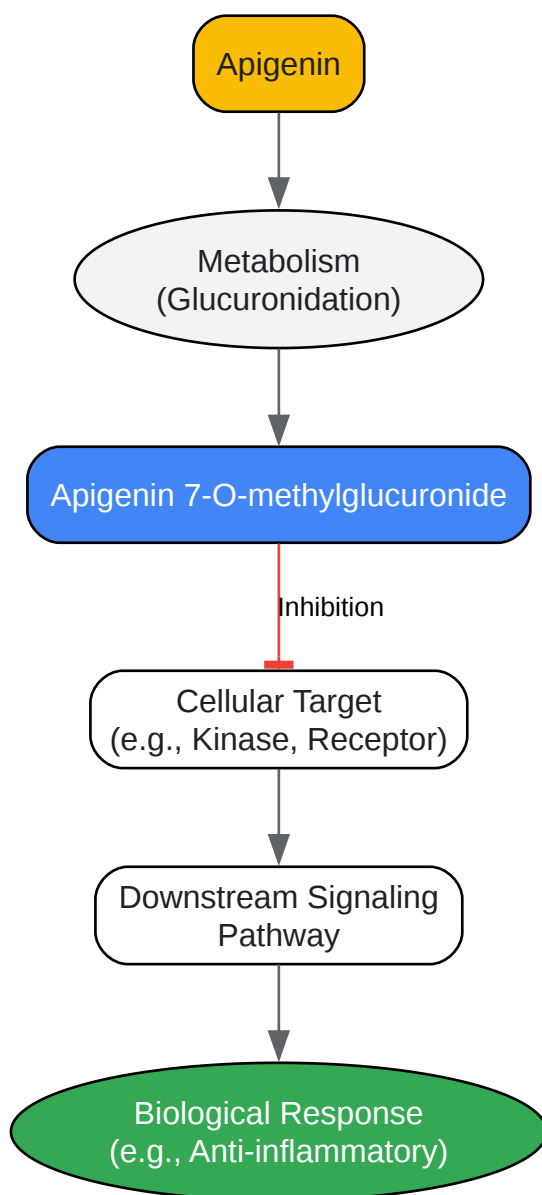 Apigenin
Metabolism
(Glucuronidation)
Apigenin 7-O-methylglucuronide
Inhibition
Cellular Target
(e.g., Kinase, Receptor)
Downstream Signaling
Pathway
Biological Response
(e.g., Anti-inflammatory)